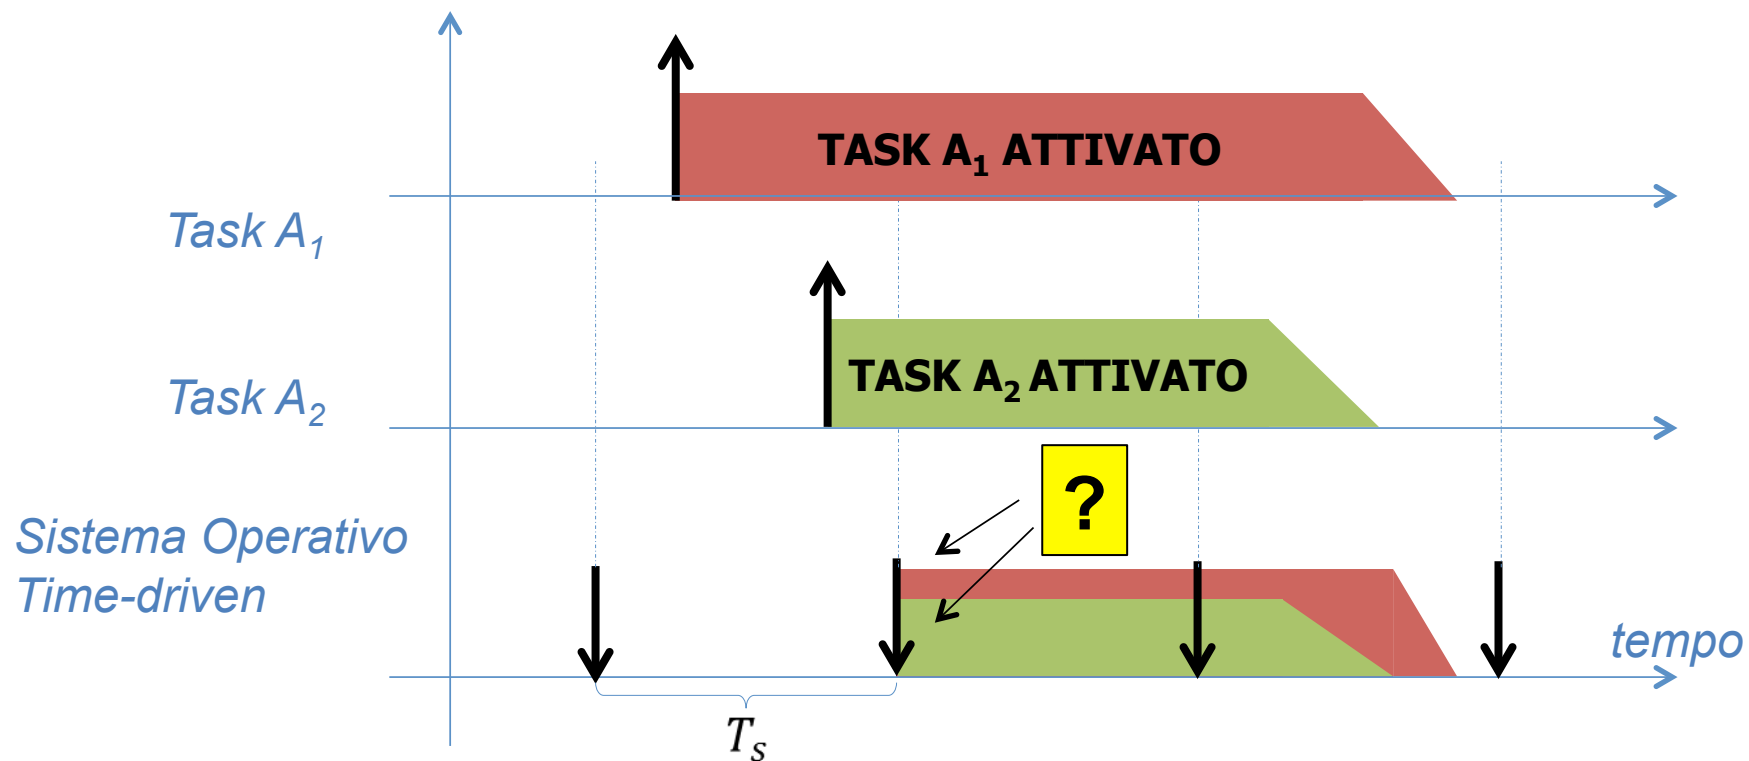 TASK A₁ ATTIVATO
Task A₁
TASK A₂ ATTIVATO
Task A₂
?
Sistema Operativo
Time-driven
tempo
Tₛ